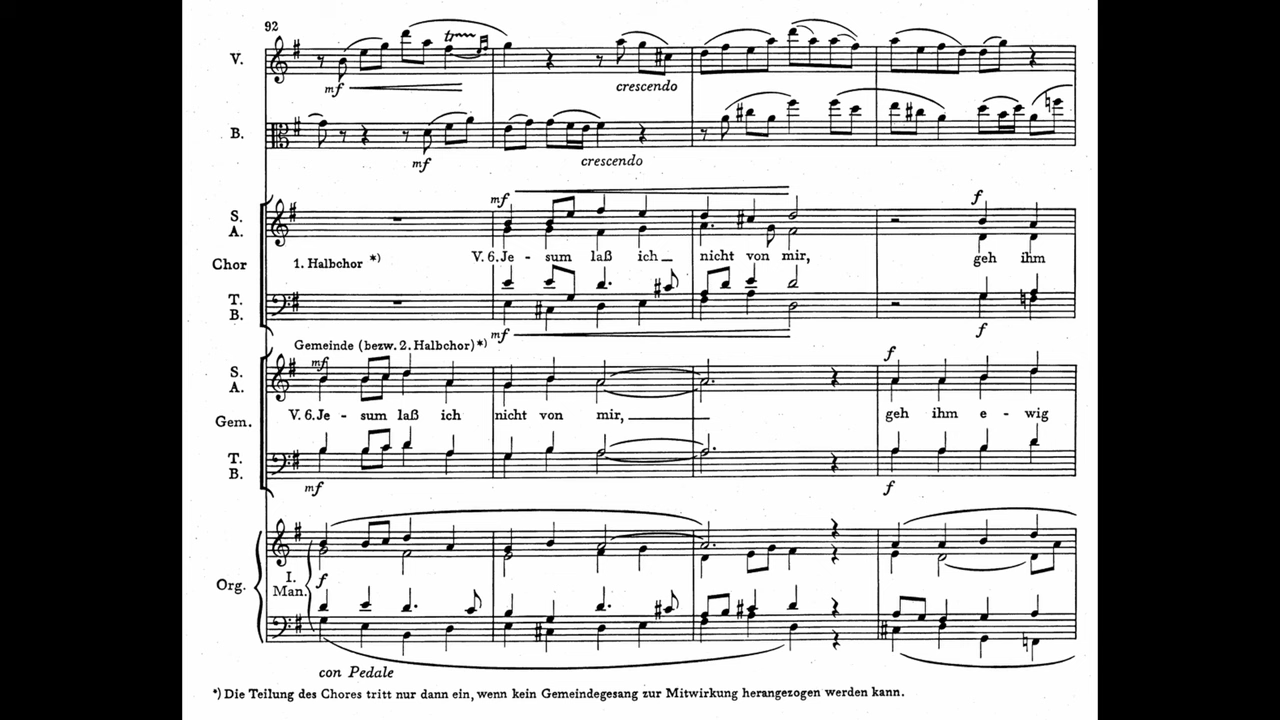 92
V.
mf
crescendo
B.
mf
crescendo
mf
f
S.
A.
Chor
1. Halbchor *)
V. 6. Je - sum laß ich nicht von mir, geh ihm
T.
B.
mf
f
Gemeinde (bezw. 2. Halbchor) *)
mf
f
S.
A.
Gem.
V. 6. Je - sum laß ich nicht von mir, geh ihm e - wig
T.
B.
mf
f
Org.
I.
Man.
f
con Pedale
*) Die Teilung des Chores tritt nur dann ein, wenn kein Gemeindegesang zur Mitwirkung herangezogen werden kann.